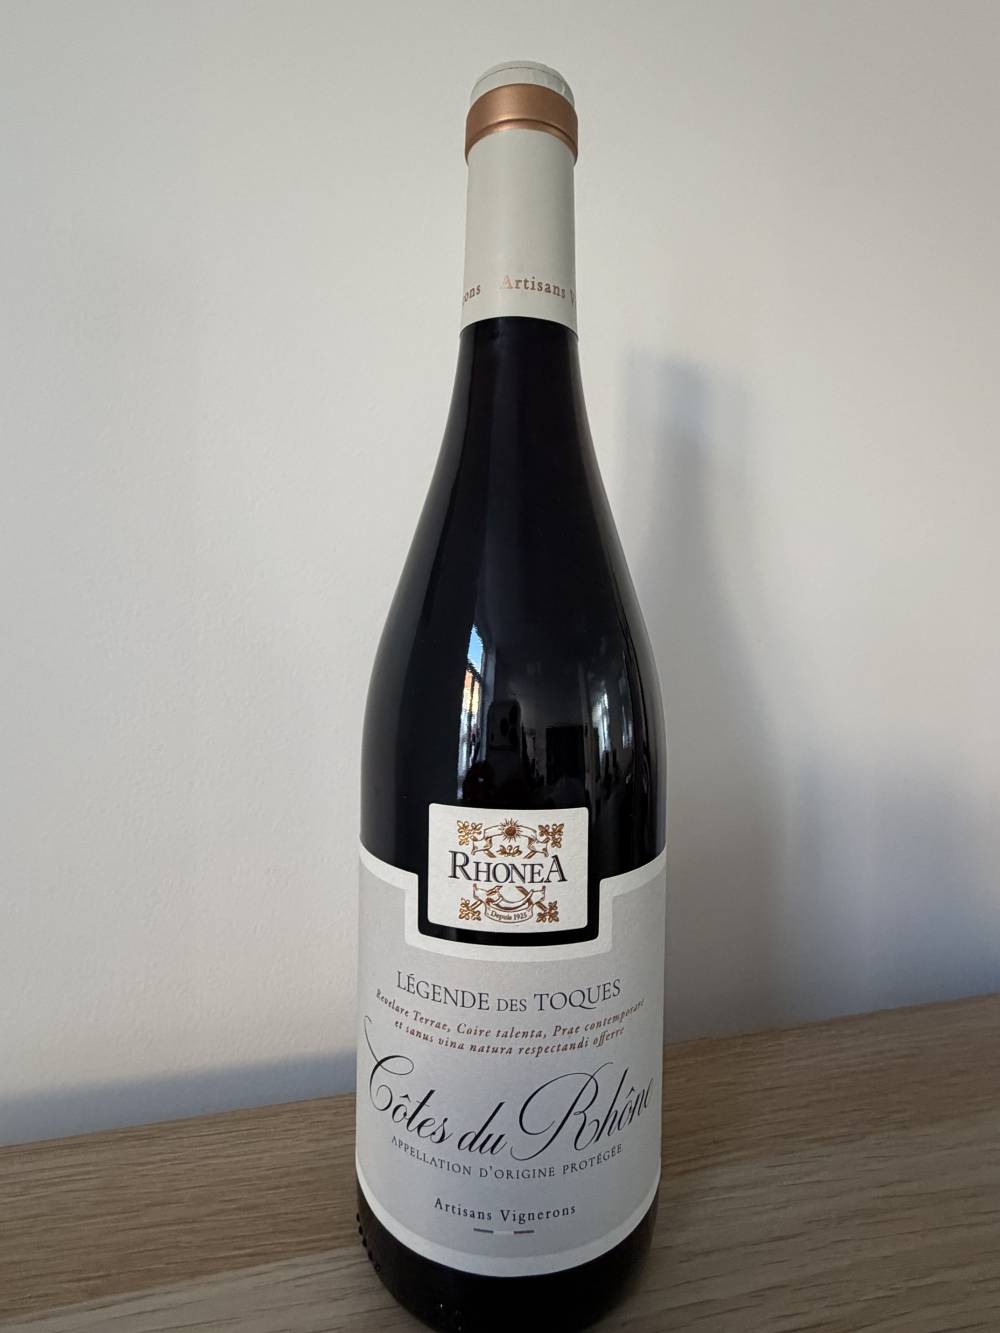 Artisans
RHONEA
Depuis 1925
LÉGENDE DES TOQUES
Revelare Terrae, Coire talenta, Prae contemporare
et sanus vina natura respectandi offerre
Côtes du Rhône
APPELLATION D'ORIGINE PROTÉGÉE
Artisans Vignerons